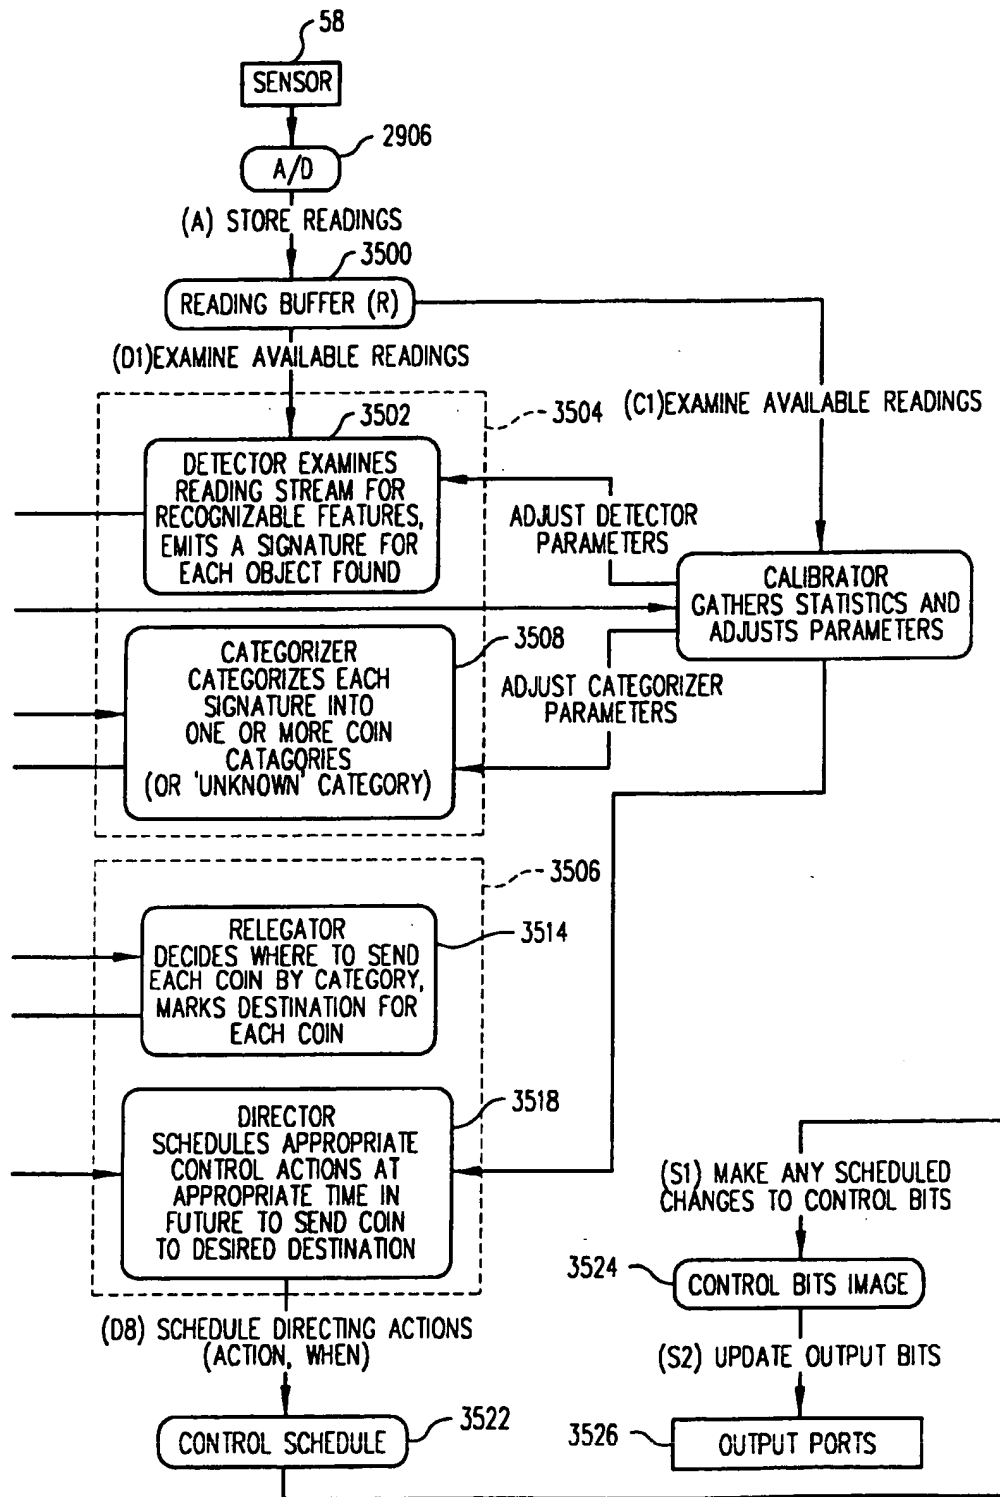 58
SENSOR
2906
A/D
(A) STORE READINGS
3500
READING BUFFER (R)
(D1)EXAMINE AVAILABLE READINGS
3504
(C1)EXAMINE AVAILABLE READINGS
3502
DETECTOR EXAMINES
READING STREAM FOR
RECOGNIZABLE FEATURES,
EMITS A SIGNATURE FOR
EACH OBJECT FOUND
ADJUST DETECTOR
PARAMETERS
CALIBRATOR
GATHERS STATISTICS AND
ADJUSTS PARAMETERS
3508
CATEGORIZER
CATEGORIZES EACH
SIGNATURE INTO
ONE OR MORE COIN
CATAGORIES
(OR 'UNKNOWN' CATEGORY)
ADJUST CATEGORIZER
PARAMETERS
3506
RELEGATOR
DECIDES WHERE TO SEND
EACH COIN BY CATEGORY,
MARKS DESTINATION FOR
EACH COIN
3514
3518
DIRECTOR
SCHEDULES APPROPRIATE
CONTROL ACTIONS AT
APPROPRIATE TIME IN
FUTURE TO SEND COIN
TO DESIRED DESTINATION
(S1) MAKE ANY SCHEDULED
CHANGES TO CONTROL BITS
3524
CONTROL BITS IMAGE
(D8) SCHEDULE DIRECTING ACTIONS
(ACTION, WHEN)
(S2) UPDATE OUTPUT BITS
3522
CONTROL SCHEDULE
3526
OUTPUT PORTS